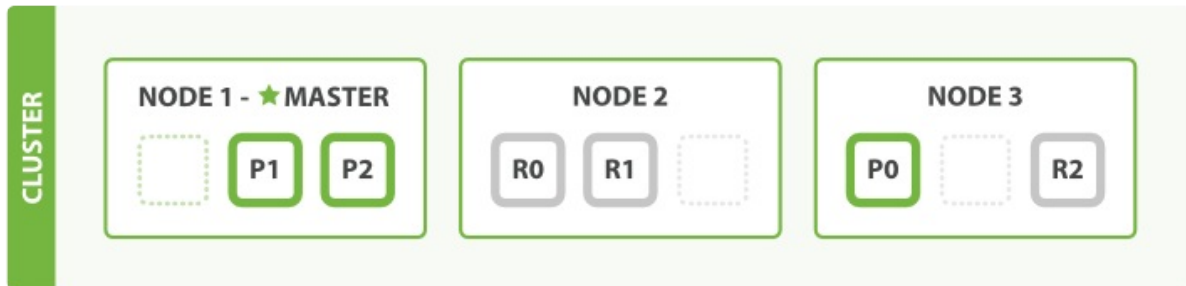 CLUSTER
NODE 1 - ★ MASTER
P1 P2
NODE 2
R0 R1
NODE 3
P0 R2